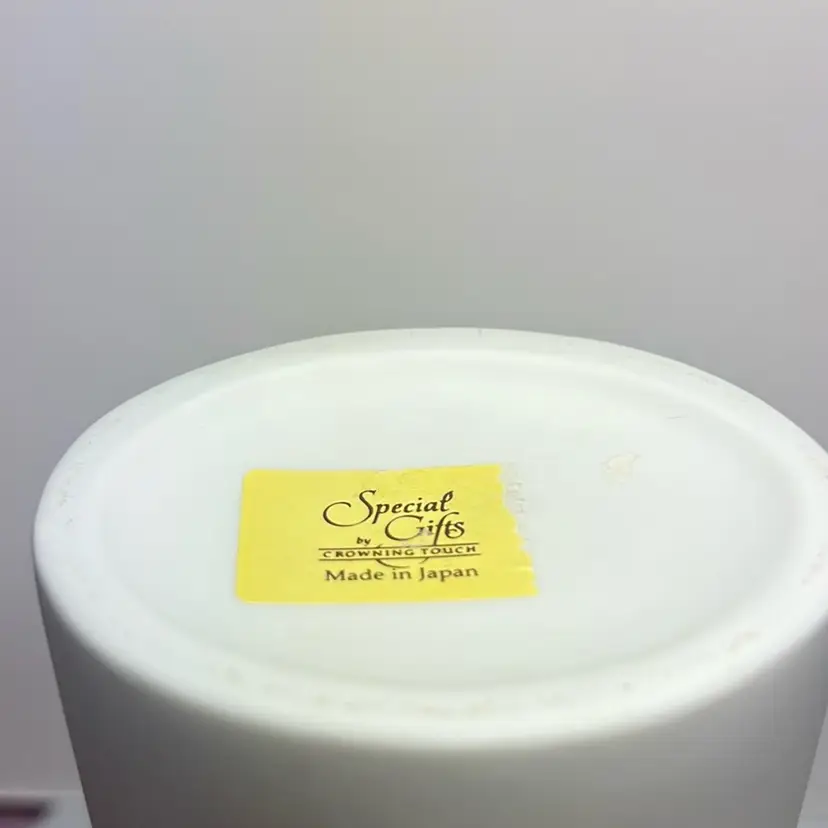 Special
Gifts
by
CROWNING TOUCH
Made in Japan